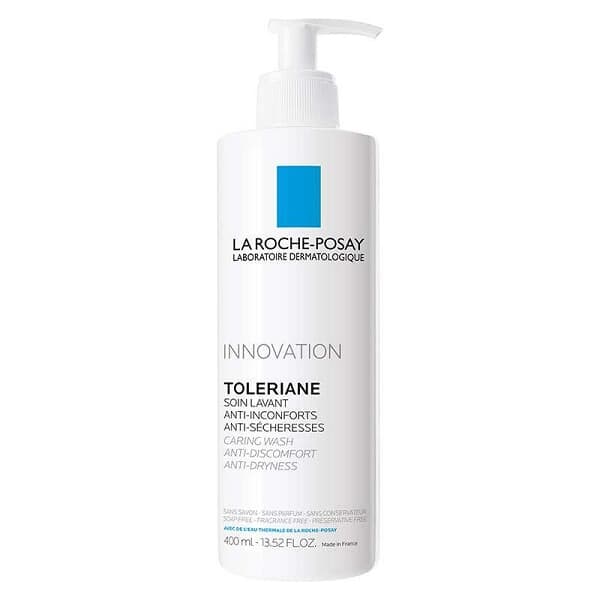 LA ROCHE-POSAY
LABORATOIRE DERMATOLOGIQUE
INNOVATION
TOLERIANE
SOIN LAVANT
ANTI-INCONFORTS
ANTI-SÉCHERESSES
CARING WASH
ANTI-DISCOMFORT
ANTI-DRYNESS
SANS SAVON - SANS PARFUM - SANS CONSERVATEUR
SOAP FREE - FRAGRANCE FREE - PRESERVATIVE FREE
AVEC DE L'EAU THERMALE DE LA ROCHE-POSAY
400 ml - 13.52 FL.OZ. Made in France